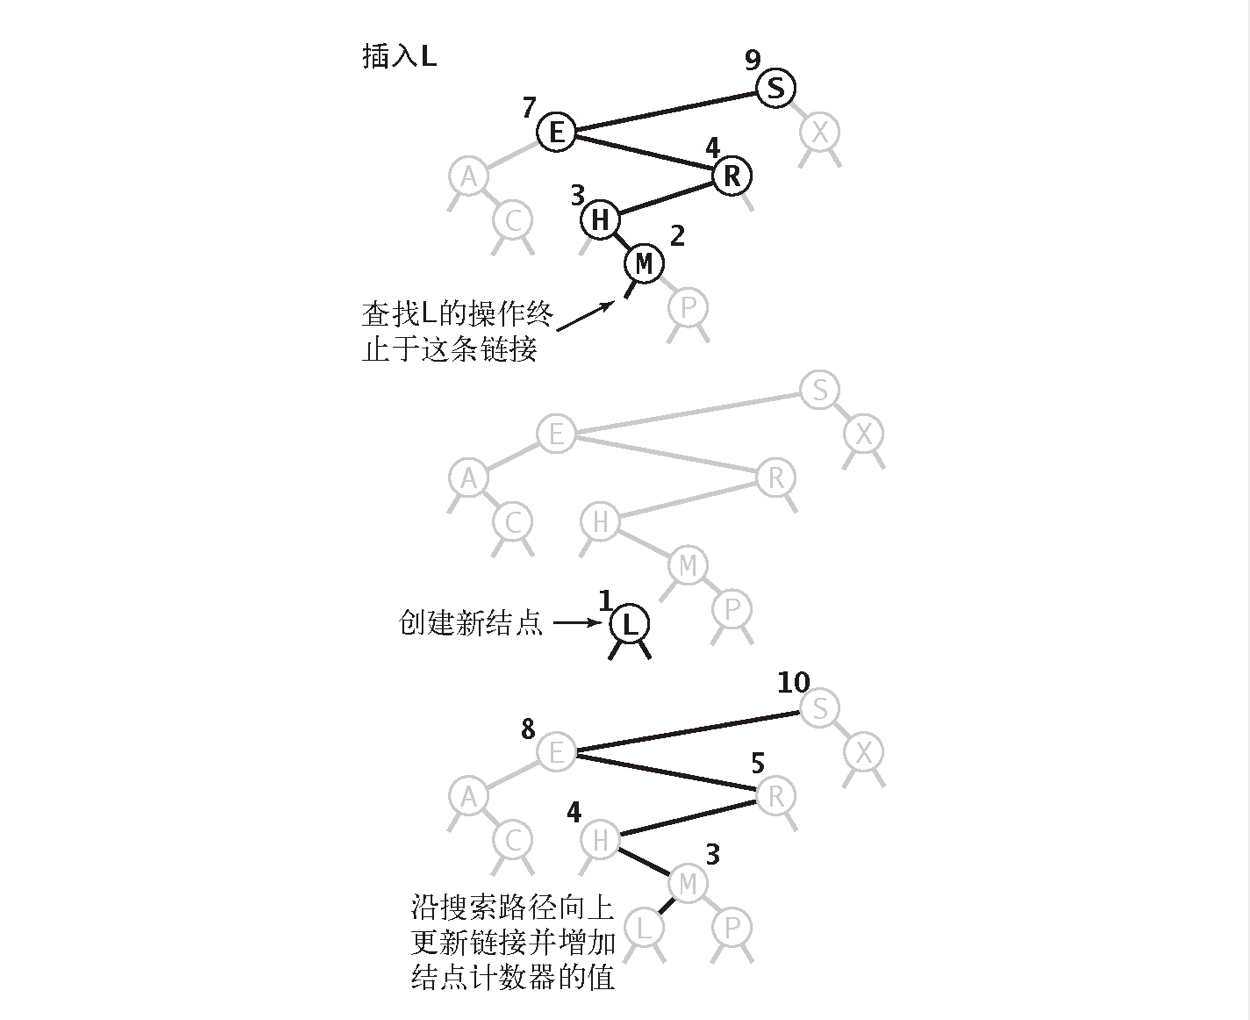 插入L
9
S
7
E
X
4
A
R
3
C
H
2
M
P
查找L的操作终
止于这条链接
S
E
X
A
R
C
H
M
P
1
创建新结点
L
10
S
8
E
X
5
A
R
4
C
H
3
M
沿搜索路径向上
L
P
更新链接并增加
结点计数器的值